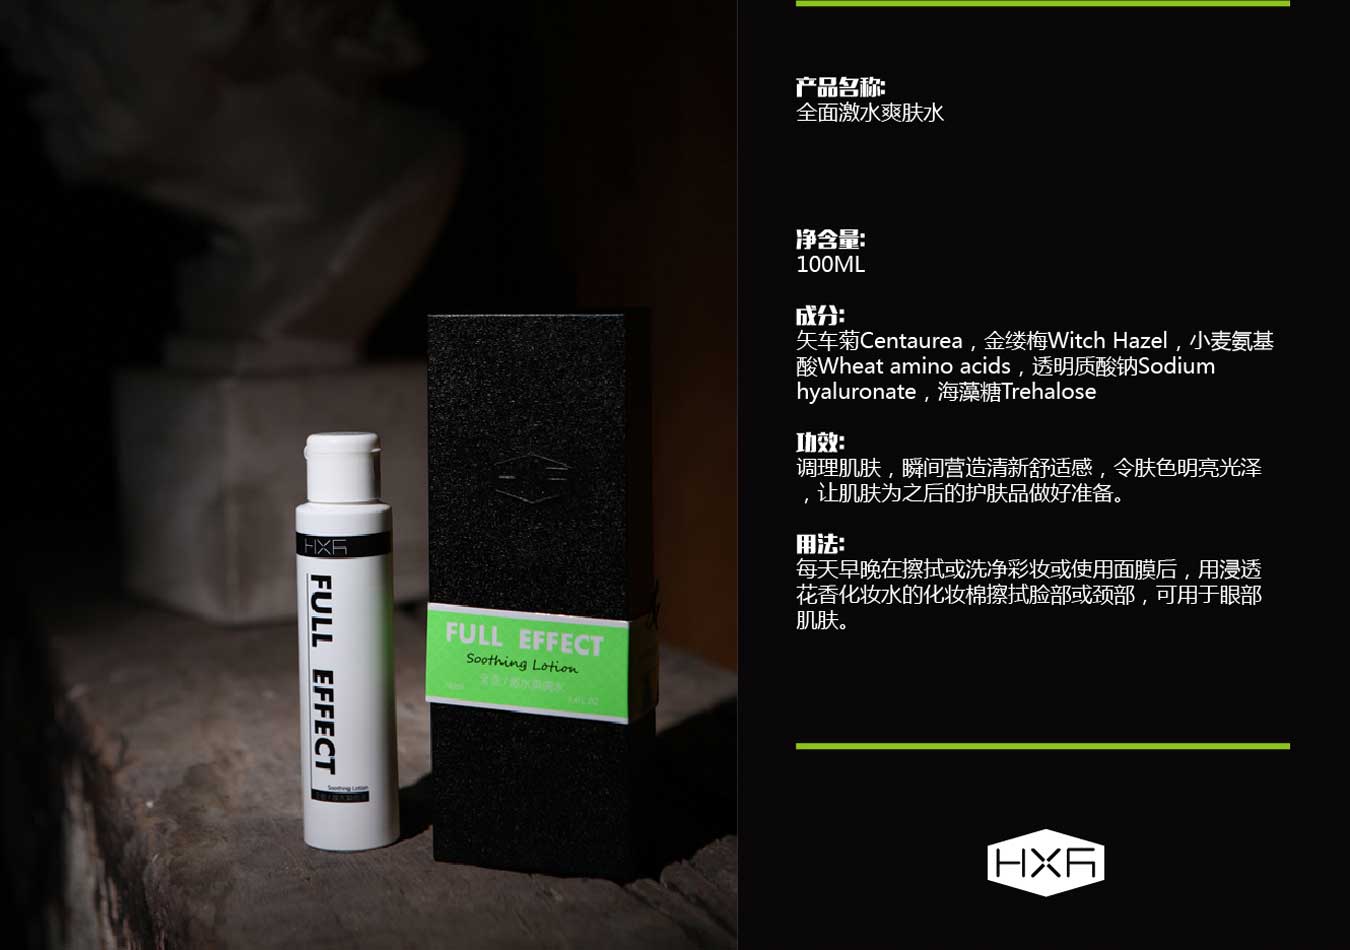 产品名称:
全面激水爽肤水
净含量:
100ML
成分:
矢车菊Centaurea，金缕梅Witch Hazel，小麦氨基
酸Wheat amino acids，透明质酸钠Sodium
hyaluronate，海藻糖Trehalose
功效:
调理肌肤，瞬间营造清新舒适感，令肤色明亮光泽
，让肌肤为之后的护肤品做好准备。
用法:
每天早晚在擦拭或洗净彩妆或使用面膜后，用浸透
花香化妆水的化妆棉擦拭脸部或颈部，可用于眼部
肌肤。
HXA
HXA
FULL EFFECT
Soothing Lotion
FULL EFFECT
Soothing Lotion
全面/激水爽肤水